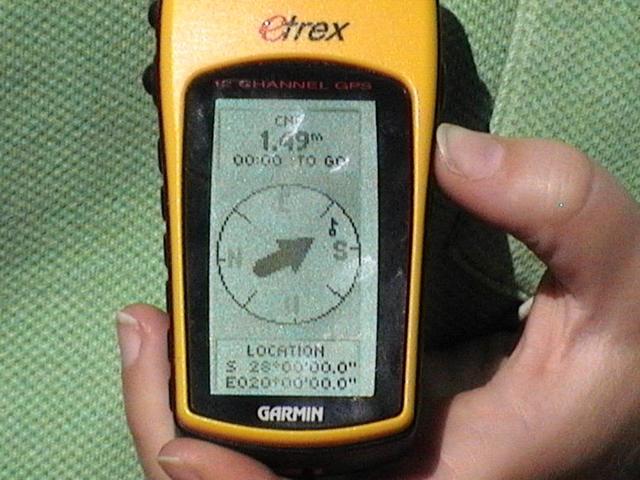 etrex
12 CHANNEL GPS
CNF
1.49m
00:00 TO GO
E
N
S
W
LOCATION
S 28°00'00.0"
E020°00'00.0"
GARMIN